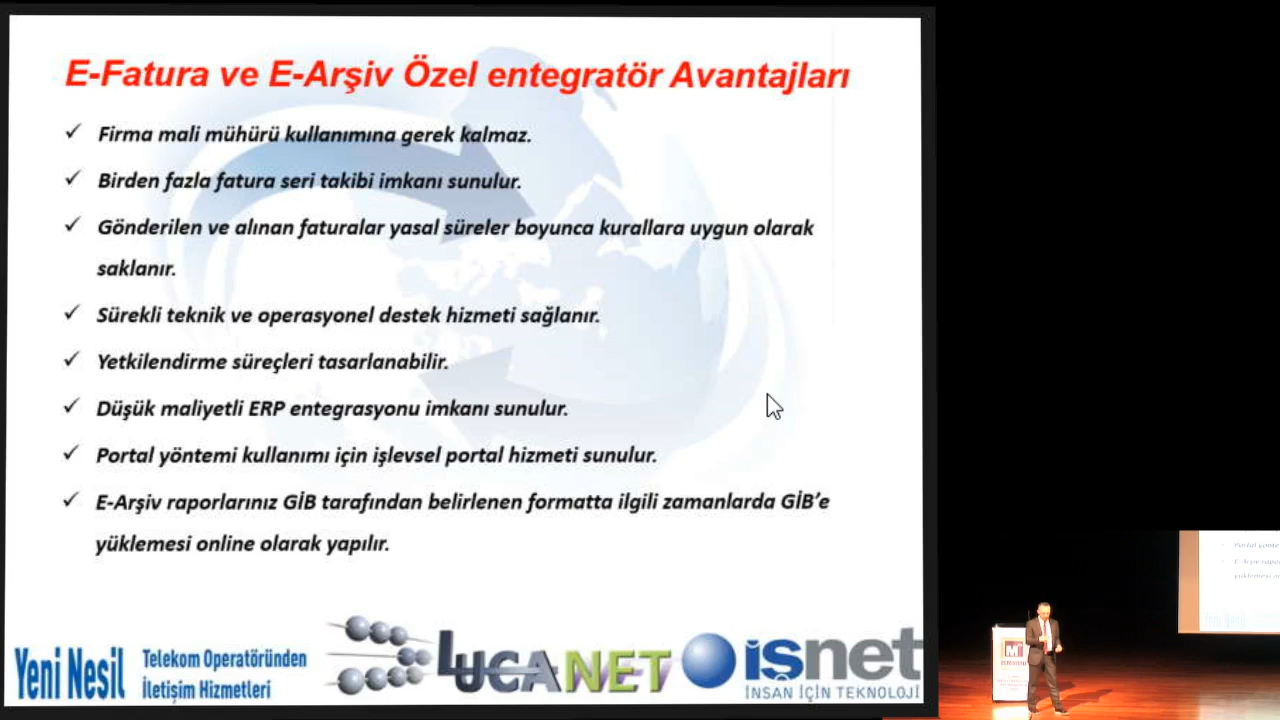 E-Fatura ve E-Arşiv Özel entegratör Avantajları
✓ Firma mali mühürü kullanımına gerek kalmaz.
✓ Birden fazla fatura seri takibi imkanı sunulur.
✓ Gönderilen ve alınan faturalar yasal süreler boyunca kurallara uygun olarak
saklanır.
✓ Sürekli teknik ve operasyonel destek hizmeti sağlanır.
✓ Yetkilendirme süreçleri tasarlanabilir.
✓ Düşük maliyetli ERP entegrasyonu imkanı sunulur.
✓ Portal yöntemi kullanımı için işlevsel portal hizmeti sunulur.
✓ E-Arşiv raporlarınız GİB tarafından belirlenen formatta ilgili zamanlarda GİB’e
yüklemesi online olarak yapılır.
Yeni Nesil
Telekom Operatöründen
İletişim Hizmetleri
LUCANET
işnet
İNSAN İÇİN TEKNOLOJİ
M